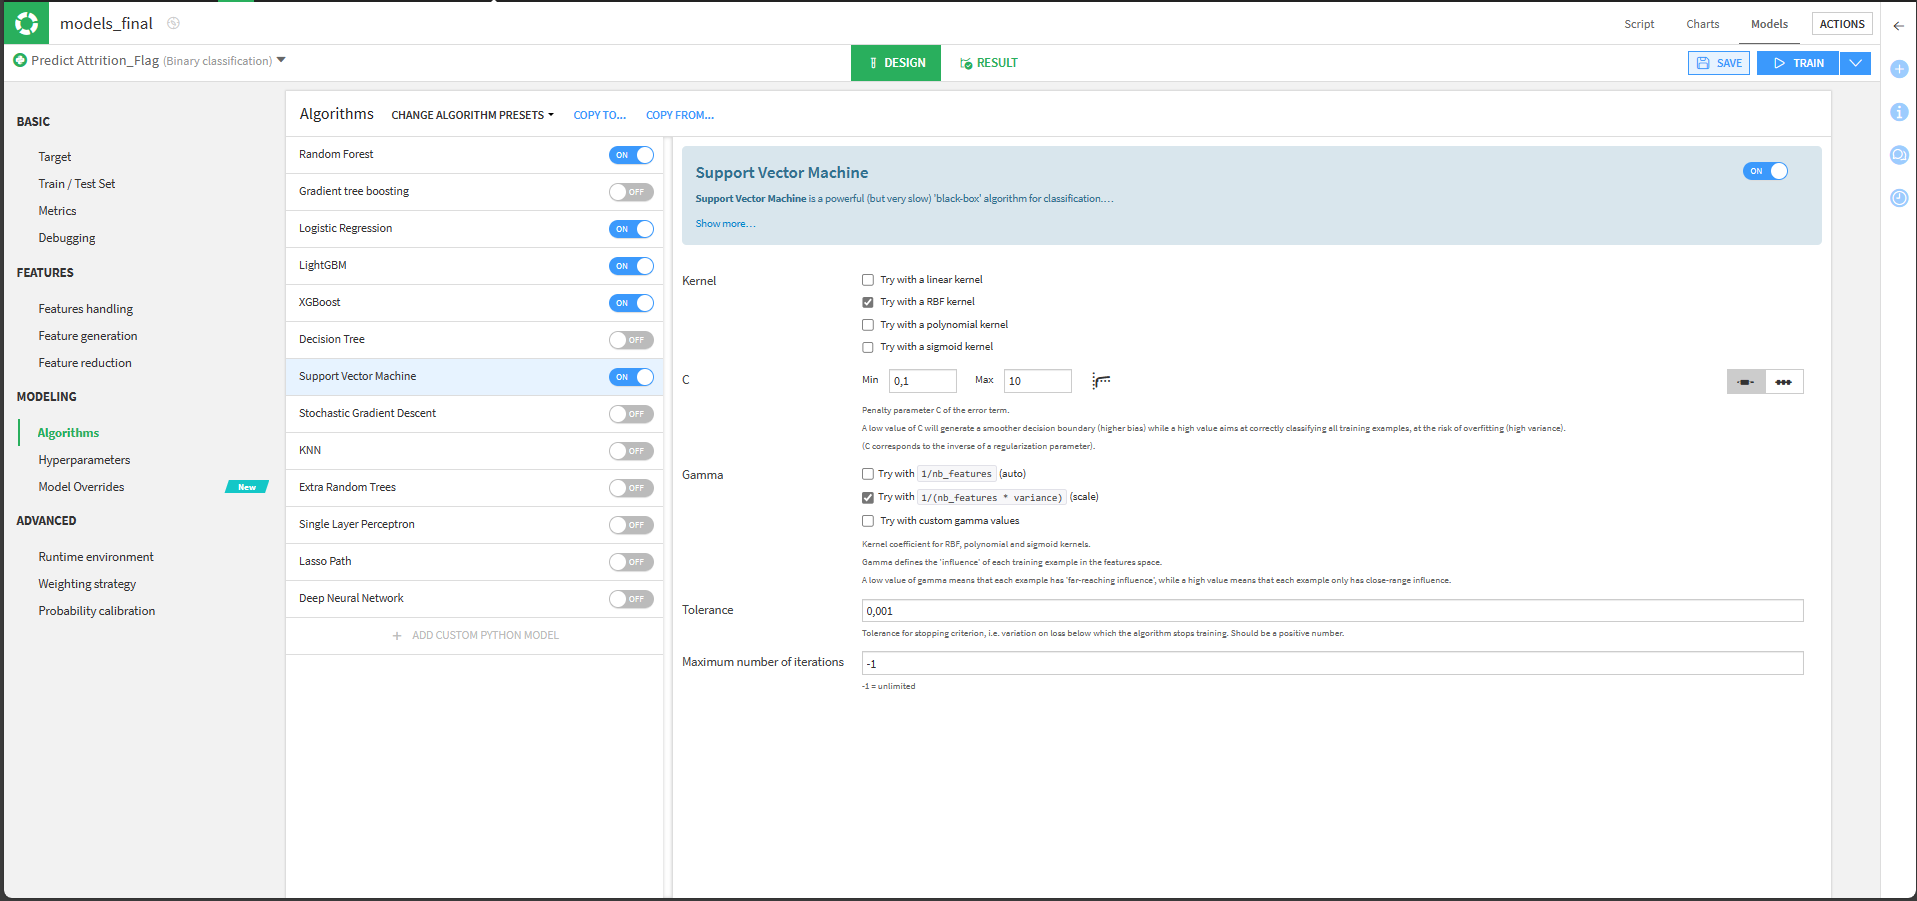 models_final
Script
Charts
Models
ACTIONS
Predict Attrition_Flag (Binary classification)
DESIGN
RESULT
SAVE
TRAIN
BASIC
Target
Train / Test Set
Metrics
Debugging
FEATURES
Features handling
Feature generation
Feature reduction
MODELING
Algorithms
Hyperparameters
Model Overrides
New
ADVANCED
Runtime environment
Weighting strategy
Probability calibration
Algorithms
CHANGE ALGORITHM PRESETS
COPY TO...
COPY FROM...
Random Forest ON
Gradient tree boosting OFF
Logistic Regression ON
LightGBM ON
XGBoost ON
Decision Tree OFF
Support Vector Machine ON
Stochastic Gradient Descent OFF
KNN OFF
Extra Random Trees OFF
Single Layer Perceptron OFF
Lasso Path OFF
Deep Neural Network OFF
+ ADD CUSTOM PYTHON MODEL
Support Vector Machine
ON
Support Vector Machine is a powerful (but very slow) 'black-box' algorithm for classification....
Show more...
Kernel
Try with a linear kernel
Try with a RBF kernel
Try with a polynomial kernel
Try with a sigmoid kernel
C
Min 0,1 Max 10
Penalty parameter C of the error term.
A low value of C will generate a smoother decision boundary (higher bias) while a high value aims at correctly classifying all training examples, at the risk of overfitting (high variance).
(C corresponds to the inverse of a regularization parameter).
Gamma
Try with 1/nb_features (auto)
Try with 1/(nb_features * variance) (scale)
Try with custom gamma values
Kernel coefficient for RBF, polynomial and sigmoid kernels.
Gamma defines the 'influence' of each training example in the features space.
A low value of gamma means that each example has 'far-reaching influence', while a high value means that each example only has close-range influence.
Tolerance
0,001
Tolerance for stopping criterion, i.e. variation on loss below which the algorithm stops training. Should be a positive number.
Maximum number of iterations
-1
-1 = unlimited